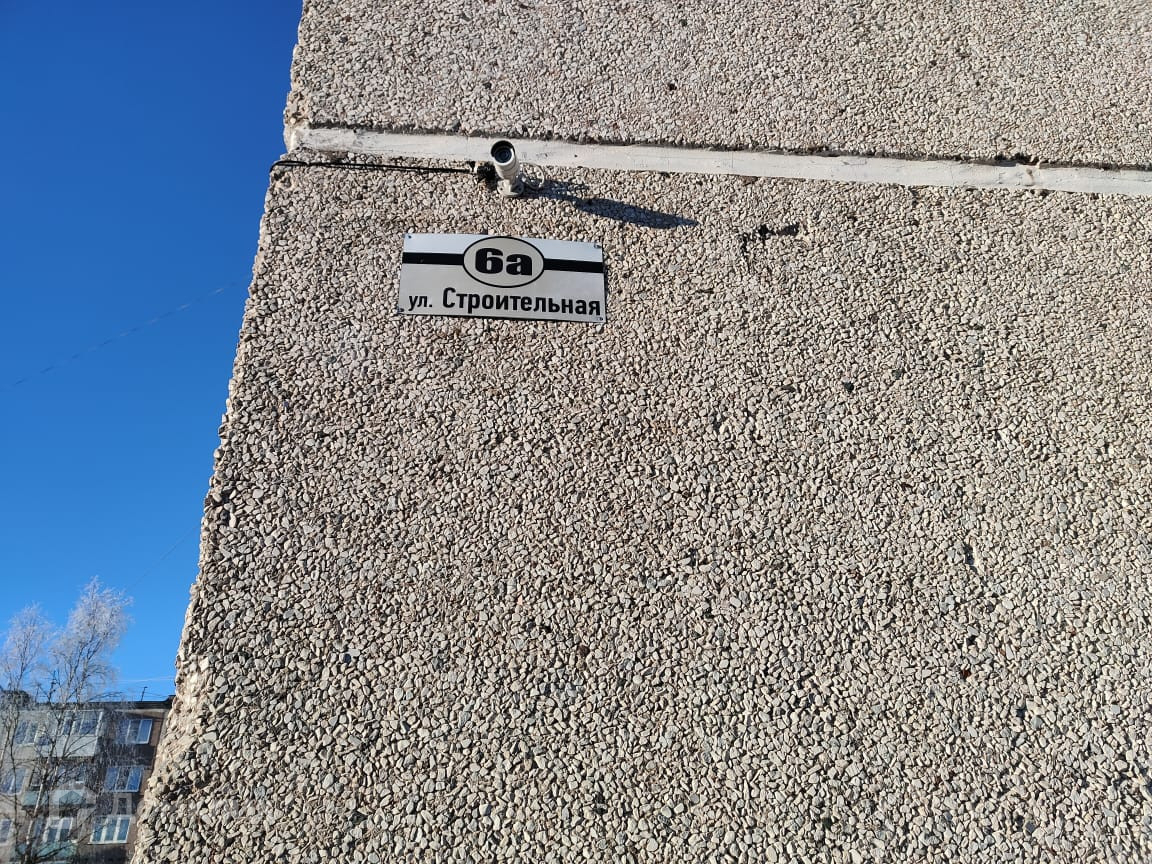 6а
ул. Строительная